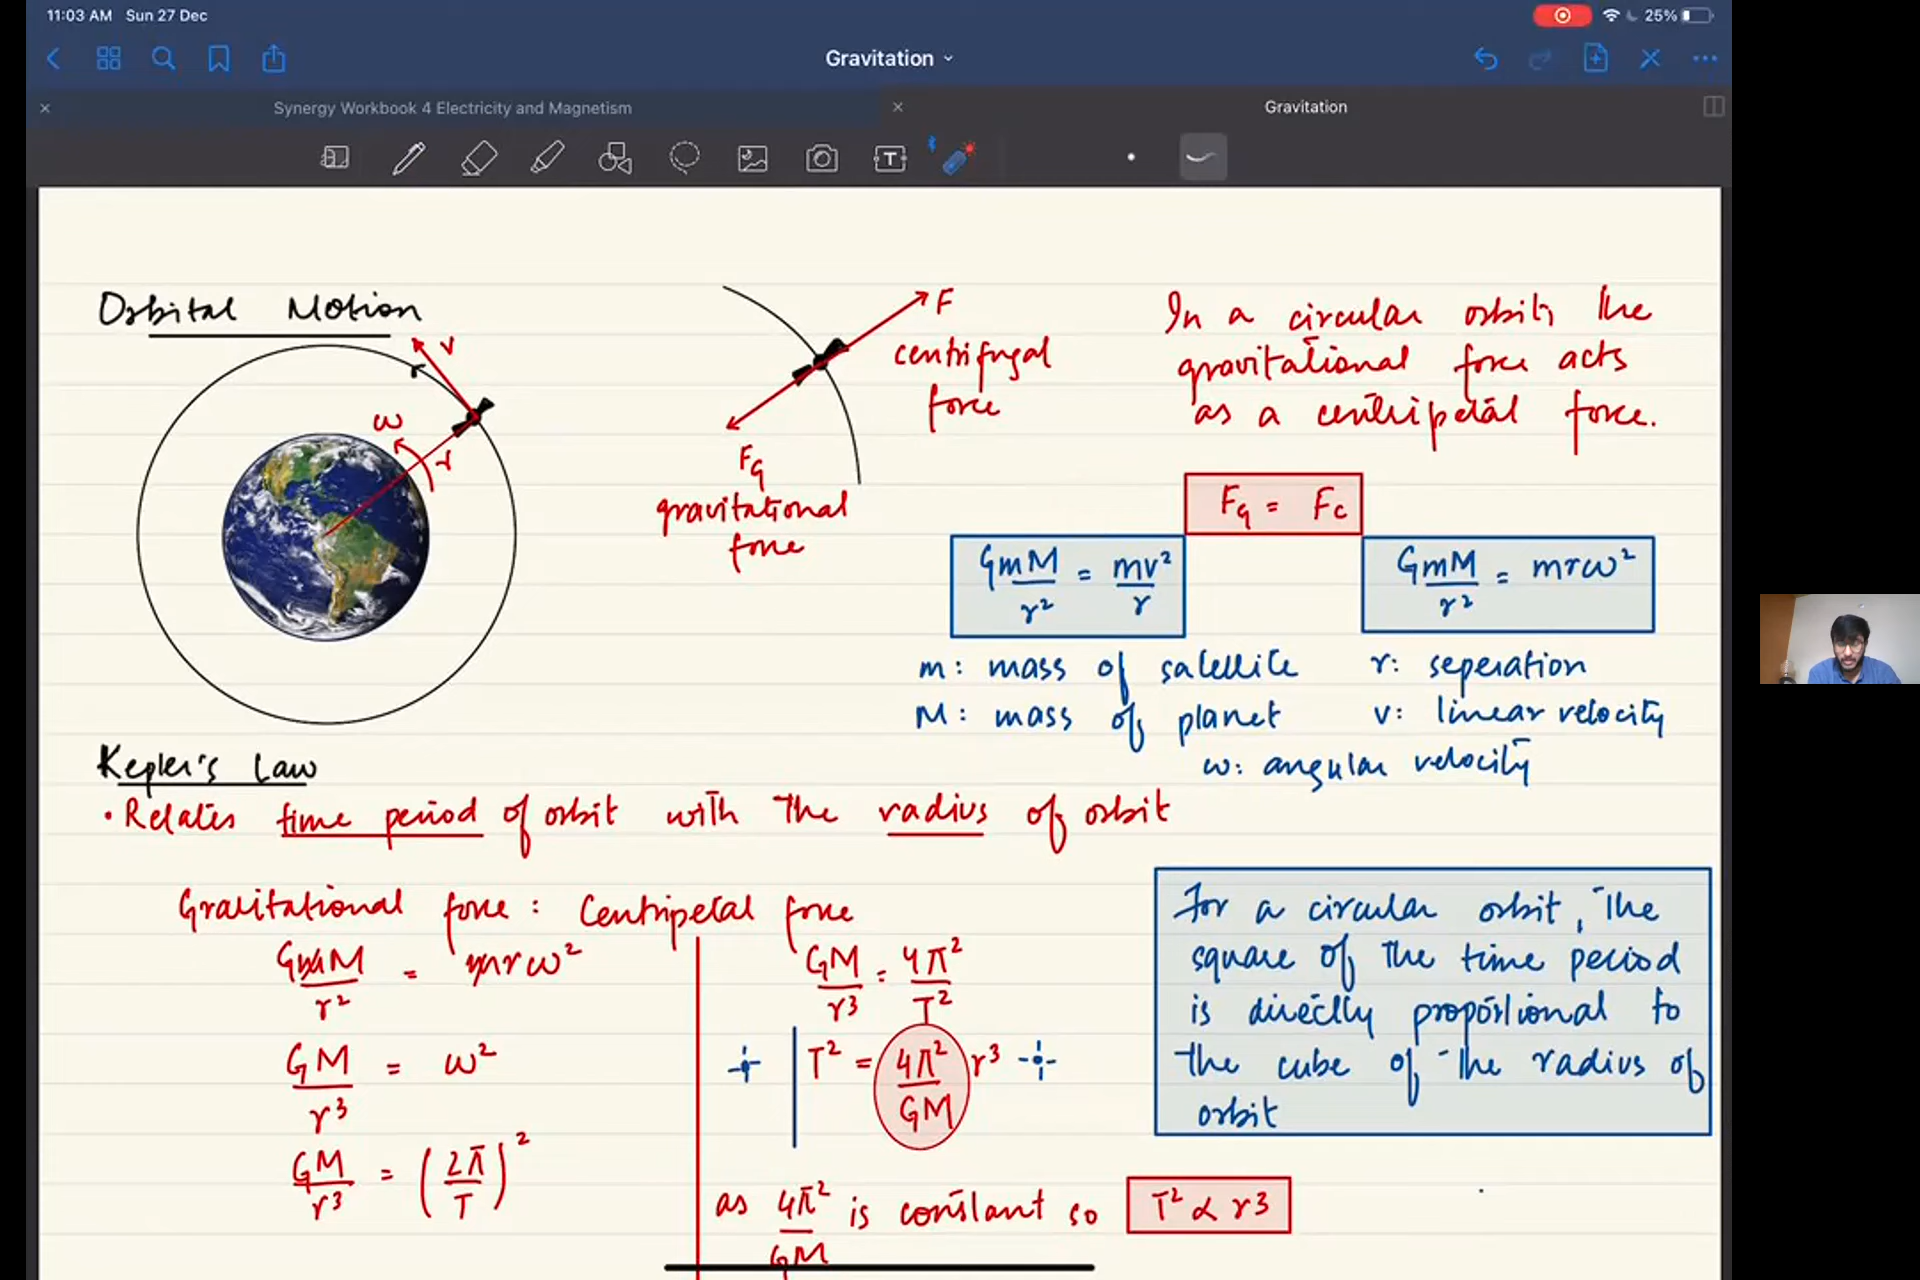 11:03 AM Sun 27 Dec
25%
Gravitation
Synergy Workbook 4 Electricity and Magnetism
Gravitation
T
Orbital Motion
v
ω
r
F
centrifugal
force
FG
gravitational
force
In a circular orbit, the
gravitational force acts
as a centripetal force.
FG = Fc
GmM/r² = mv²/r
GmM/r² = mrω²
m: mass of satellite
r: seperation
M: mass of planet
v: linear velocity
ω: angular velocity
Kepler's Law
• Relates time period of orbit with the radius of orbit
Gravitational force : Centripetal force
GmM/r² = mrω²
GM/r³ = ω²
GM/r³ = (2π/T)²
GM/r³ = 4π²/T²
T² = 4π²/GM r³
as 4π²/GM is constant so T² ∝ r³
For a circular orbit, the
square of the time period
is directly proportional to
the cube of the radius of
orbit